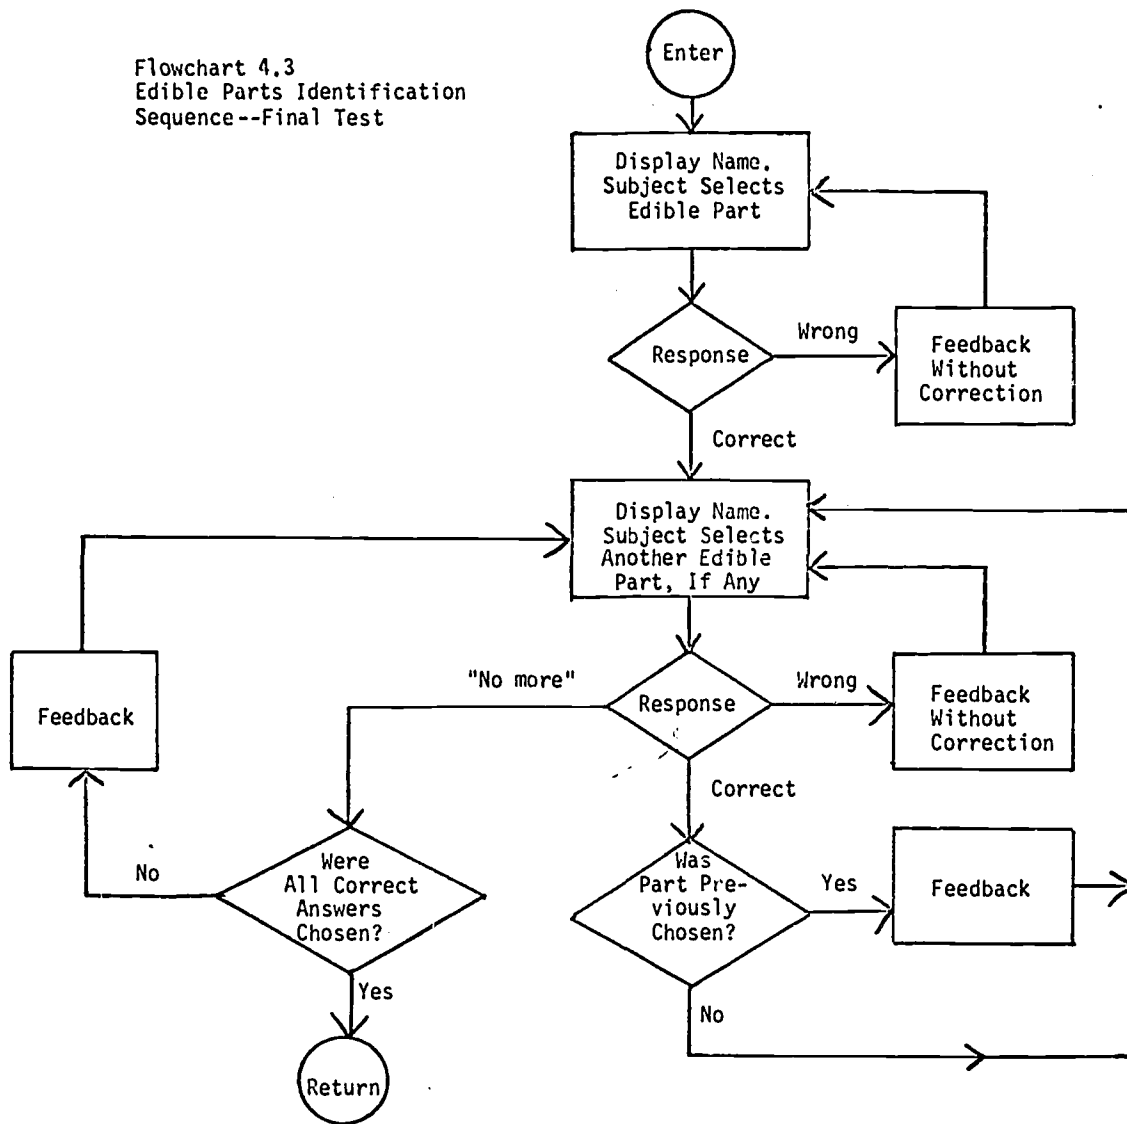 Flowchart 4.3
Edible Parts Identification
Sequence--Final Test
Enter
Display Name.
Subject Selects
Edible Part
Response
Wrong
Feedback
Without
Correction
Correct
Display Name.
Subject Selects
Another Edible
Part, If Any
"No more"
Response
Wrong
Feedback
Without
Correction
Feedback
Correct
No
Were
All Correct
Answers
Chosen?
Was
Part Pre-
viously
Chosen?
Yes
Feedback
Yes
No
Return